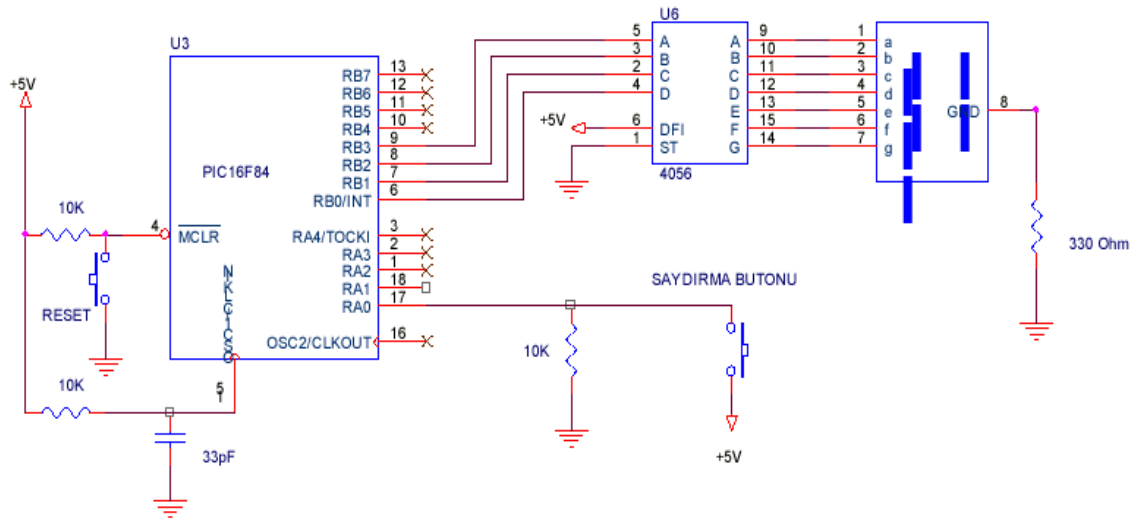 U3
+5V
PIC16F84
RB7 13
RB6 12
RB5 11
RB4 10
RB3 9
RB2 8
RB1 7
RB0/INT 6
RA4/TOCKI 3
RA3 2
RA2 1
RA1 18
RA0 17
OSC2/CLKOUT 16
4 MCLR
10K
RESET
10K
33pF
15
U6
5 A A 9
3 B B 10
2 C C 11
4 D D 12
E 13
+5V 6 DFI F 15
1 ST G 14
4056
1 a
2 b
3 c
4 d
5 e
6 f
7 g
8
330 Ohm
SAYDIRMA BUTONU
10K
+5V